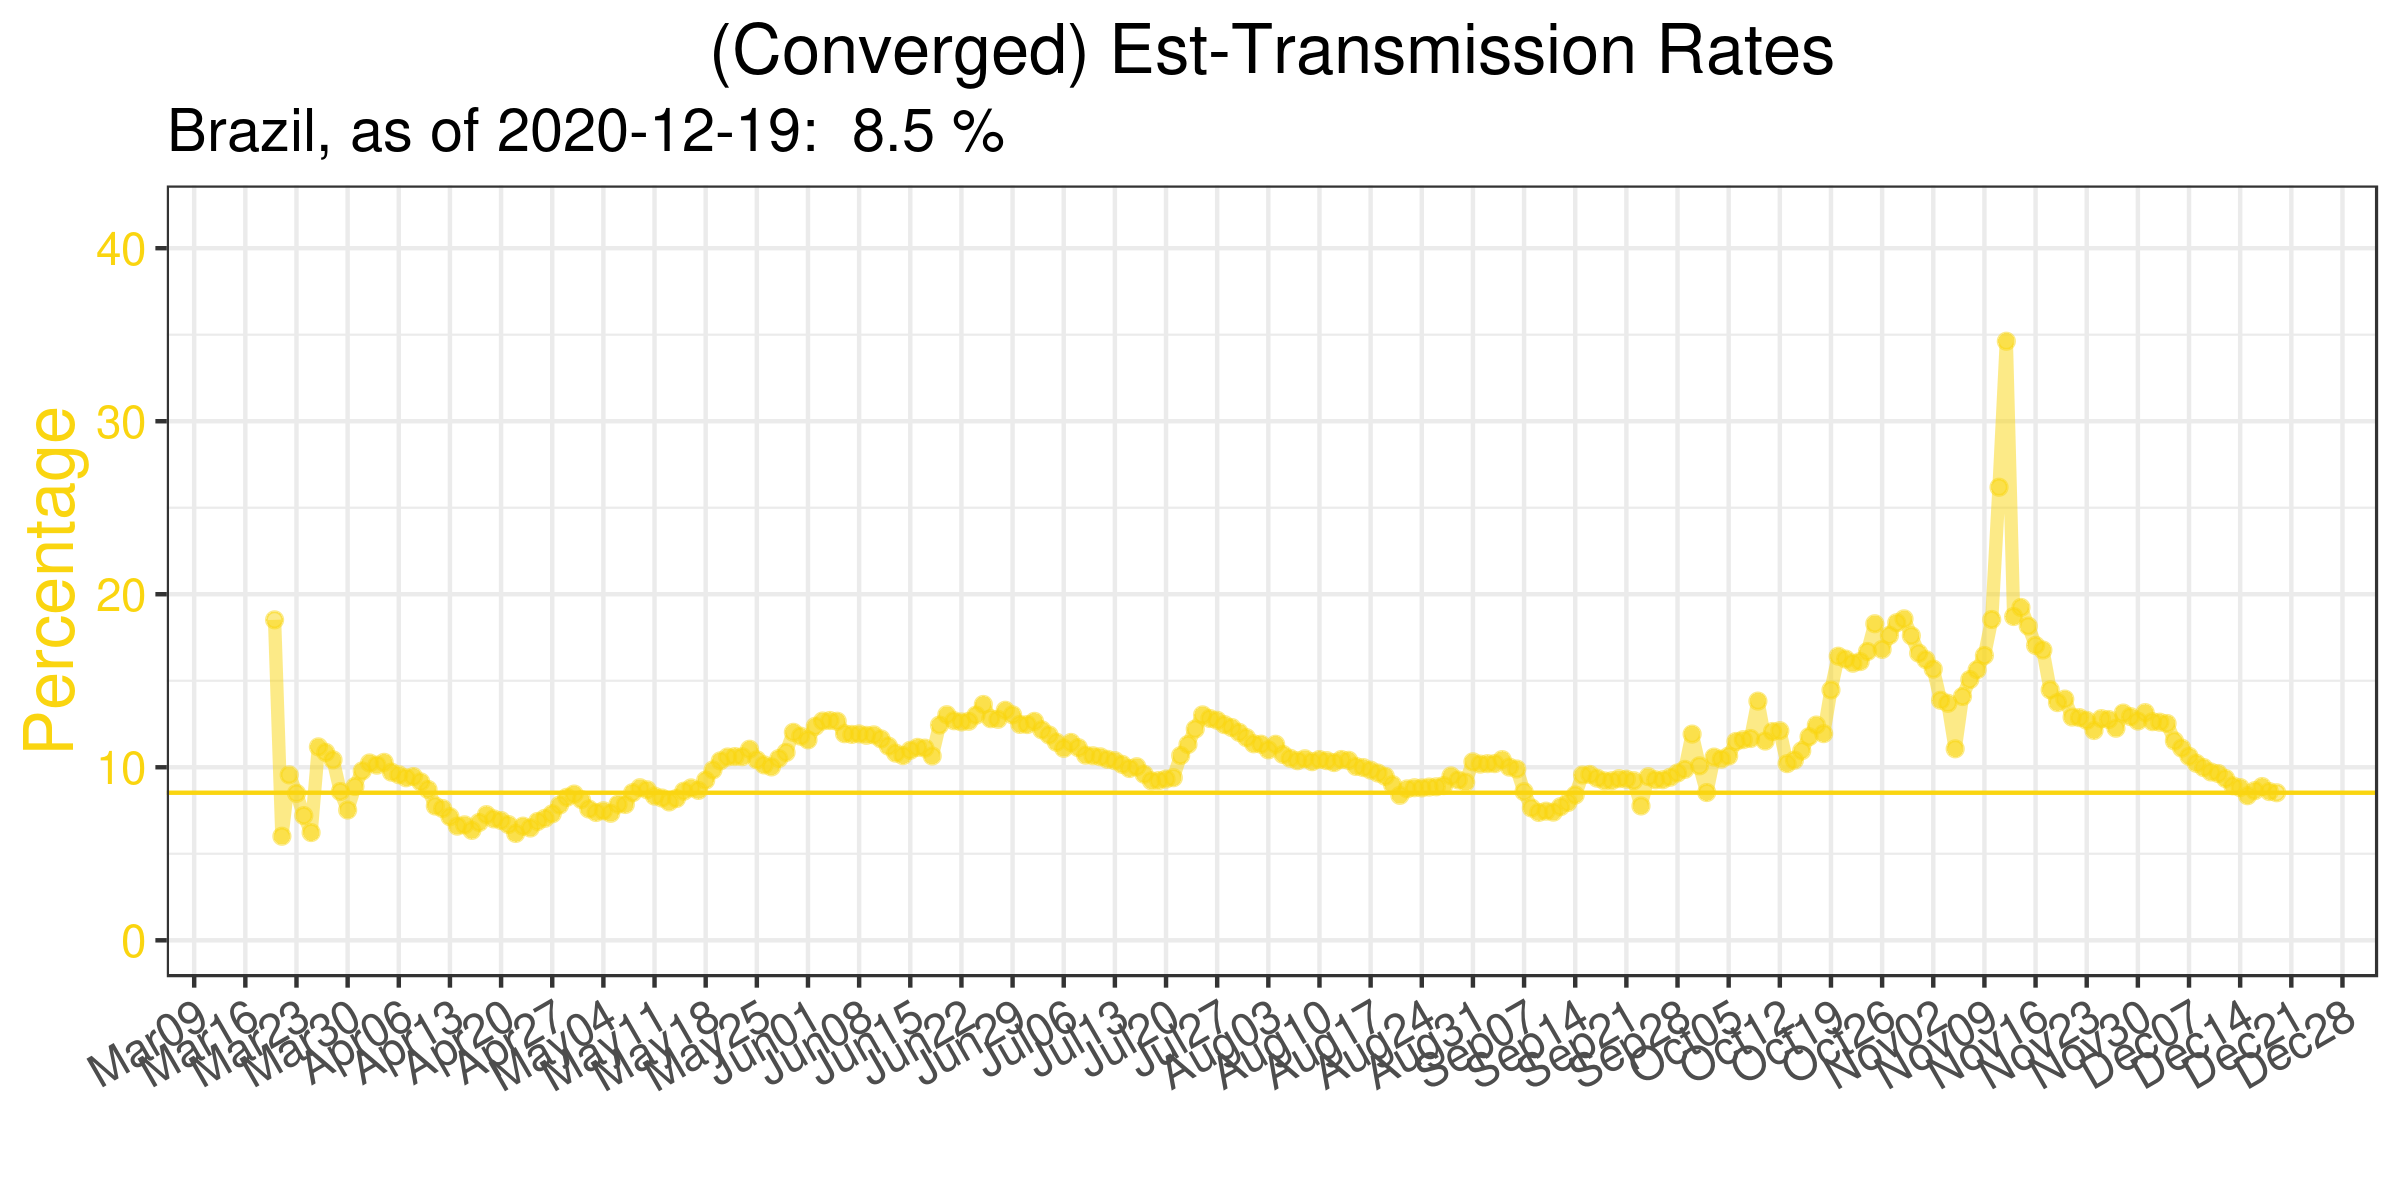 (Converged) Est-Transmission Rates
Brazil, as of 2020-12-19:  8.5 %
Percentage
40
30
20
10
0
Mar09
Mar16
Mar23
Mar30
Apr06
Apr13
Apr20
Apr27
May04
May11
May18
May25
Jun01
Jun08
Jun15
Jun22
Jun29
Jul06
Jul13
Jul20
Jul27
Aug03
Aug10
Aug17
Aug24
Aug31
Sep07
Sep14
Sep21
Sep28
Oct05
Oct12
Oct19
Oct26
Nov02
Nov09
Nov16
Nov23
Nov30
Dec07
Dec14
Dec21
Dec28